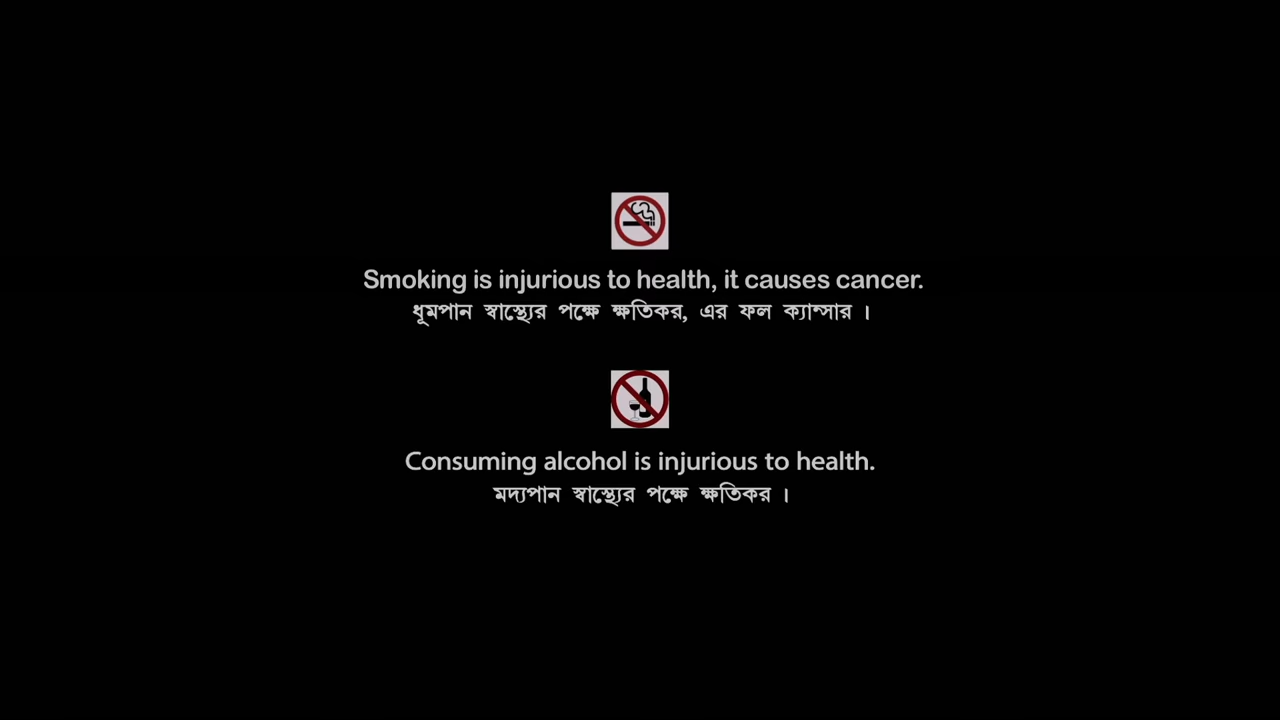 Smoking is injurious to health, it causes cancer.
ধূমপান স্বাস্থ্যের পক্ষে ক্ষতিকর, এর ফল ক্যান্সার ।
Consuming alcohol is injurious to health.
মদ্যপান স্বাস্থ্যের পক্ষে ক্ষতিকর ।